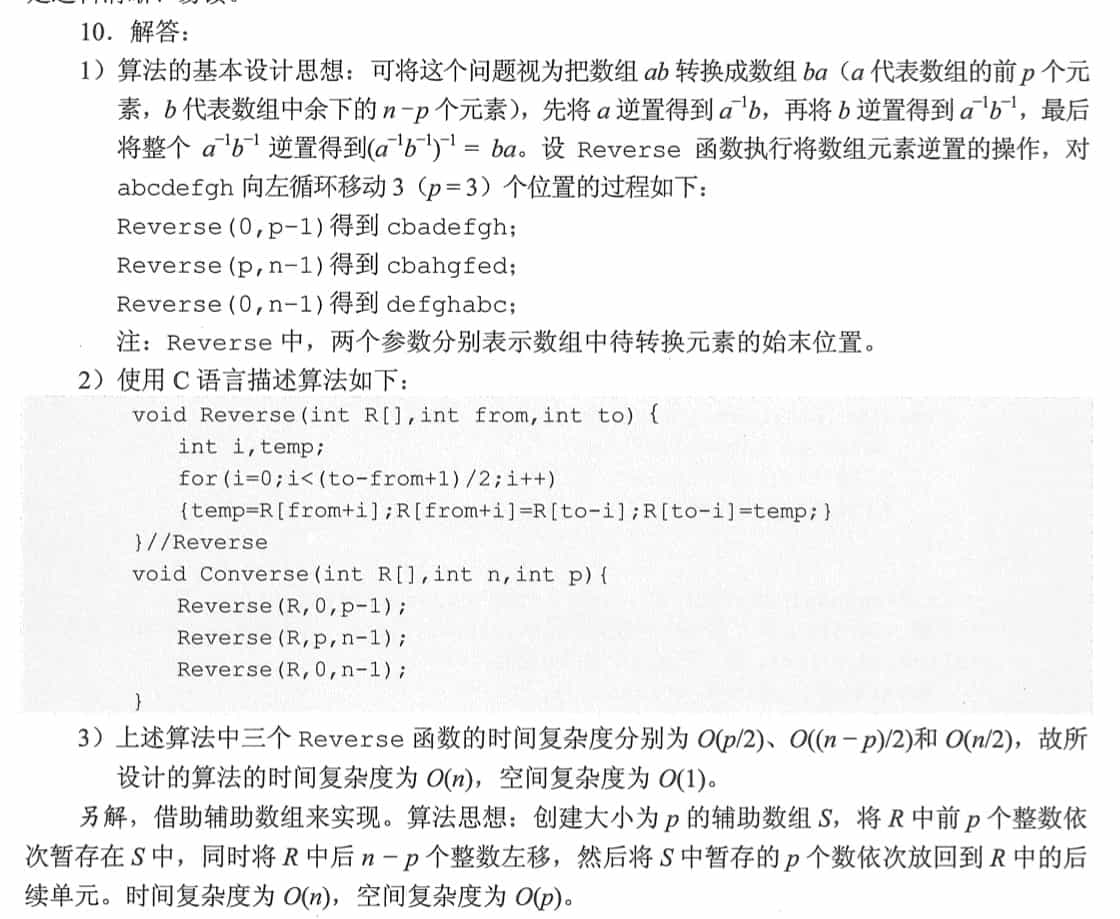 10．解答：
1）算法的基本设计思想：可将这个问题视为把数组 ab 转换成数组 ba（a 代表数组的前 p 个元
素，b 代表数组中余下的 n-p 个元素），先将 a 逆置得到 a⁻¹b，再将 b 逆置得到 a⁻¹b⁻¹，最后
将整个 a⁻¹b⁻¹ 逆置得到(a⁻¹b⁻¹)⁻¹ = ba。设 Reverse 函数执行将数组元素逆置的操作，对
abcdefgh 向左循环移动 3（p=3）个位置的过程如下：
Reverse(0,p-1)得到 cbadefgh;
Reverse(p,n-1)得到 cbahgfed;
Reverse(0,n-1)得到 defghabc;
注：Reverse 中，两个参数分别表示数组中待转换元素的始末位置。
2）使用 C 语言描述算法如下：
void Reverse(int R[],int from,int to) {
int i,temp;
for(i=0;i<(to-from+1)/2;i++)
{temp=R[from+i];R[from+i]=R[to-i];R[to-i]=temp;}
}//Reverse
void Converse(int R[],int n,int p){
Reverse(R,0,p-1);
Reverse(R,p,n-1);
Reverse(R,0,n-1);
}
3）上述算法中三个 Reverse 函数的时间复杂度分别为 O(p/2)、O((n-p)/2)和 O(n/2)，故所
设计的算法的时间复杂度为 O(n)，空间复杂度为 O(1)。
另解，借助辅助数组来实现。算法思想：创建大小为 p 的辅助数组 S，将 R 中前 p 个整数依
次暂存在 S 中，同时将 R 中后 n-p 个整数左移，然后将 S 中暂存的 p 个数依次放回到 R 中的后
续单元。时间复杂度为 O(n)，空间复杂度为 O(p)。